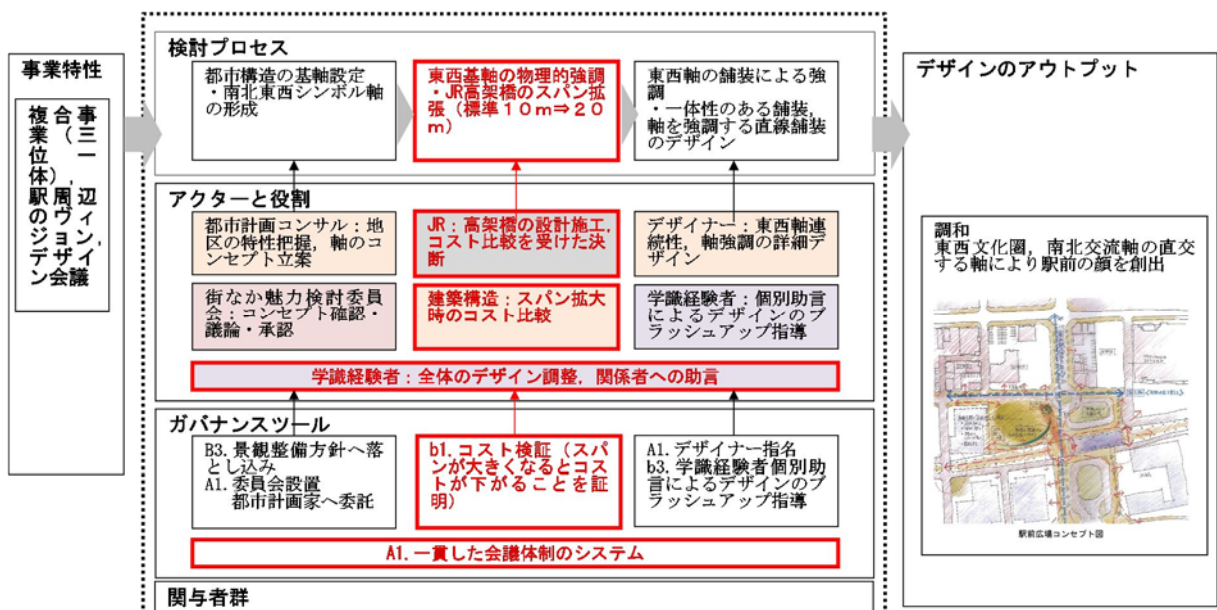 事業特性
複合事
業（三
位一
体），
駅周辺
のヴィ
ジョン，
デザイ
ン会議
検討プロセス
都市構造の基軸設定
・南北東西シンボル軸
の形成
東西基軸の物理的強調
・JR高架橋のスパン拡
張（標準１０ｍ⇒２０
ｍ）
東西軸の舗装による強
調
・一体性のある舗装，
軸を強調する直線舗装
のデザイン
アクターと役割
都市計画コンサル：地
区の特性把握，軸のコ
ンセプト立案
JR：高架橋の設計施工，
コスト比較を受けた決
断
デザイナー：東西軸連
続性，軸強調の詳細デ
ザイン
街なか魅力検討委員
会：コンセプト確認・
議論・承認
建築構造：スパン拡大
時のコスト比較
学識経験者：個別助言
によるデザインのブ
ラッシュアップ指導
学識経験者：全体のデザイン調整，関係者への助言
ガバナンスツール
B3. 景観整備方針へ落
とし込み
A1. 委員会設置
都市計画家へ委託
b1. コスト検証（スパ
ンが大きくなるとコス
トが下がることを証
明）
A1. デザイナー指名
b3. 学識経験者個別助
言によるデザインのブ
ラッシュアップ指導
A1. 一貫した会議体制のシステム
関与者群
デザインのアウトプット
調和
東西文化圏，南北交流軸の直交
する軸により駅前の顔を創出
駅前広場コンセプト図